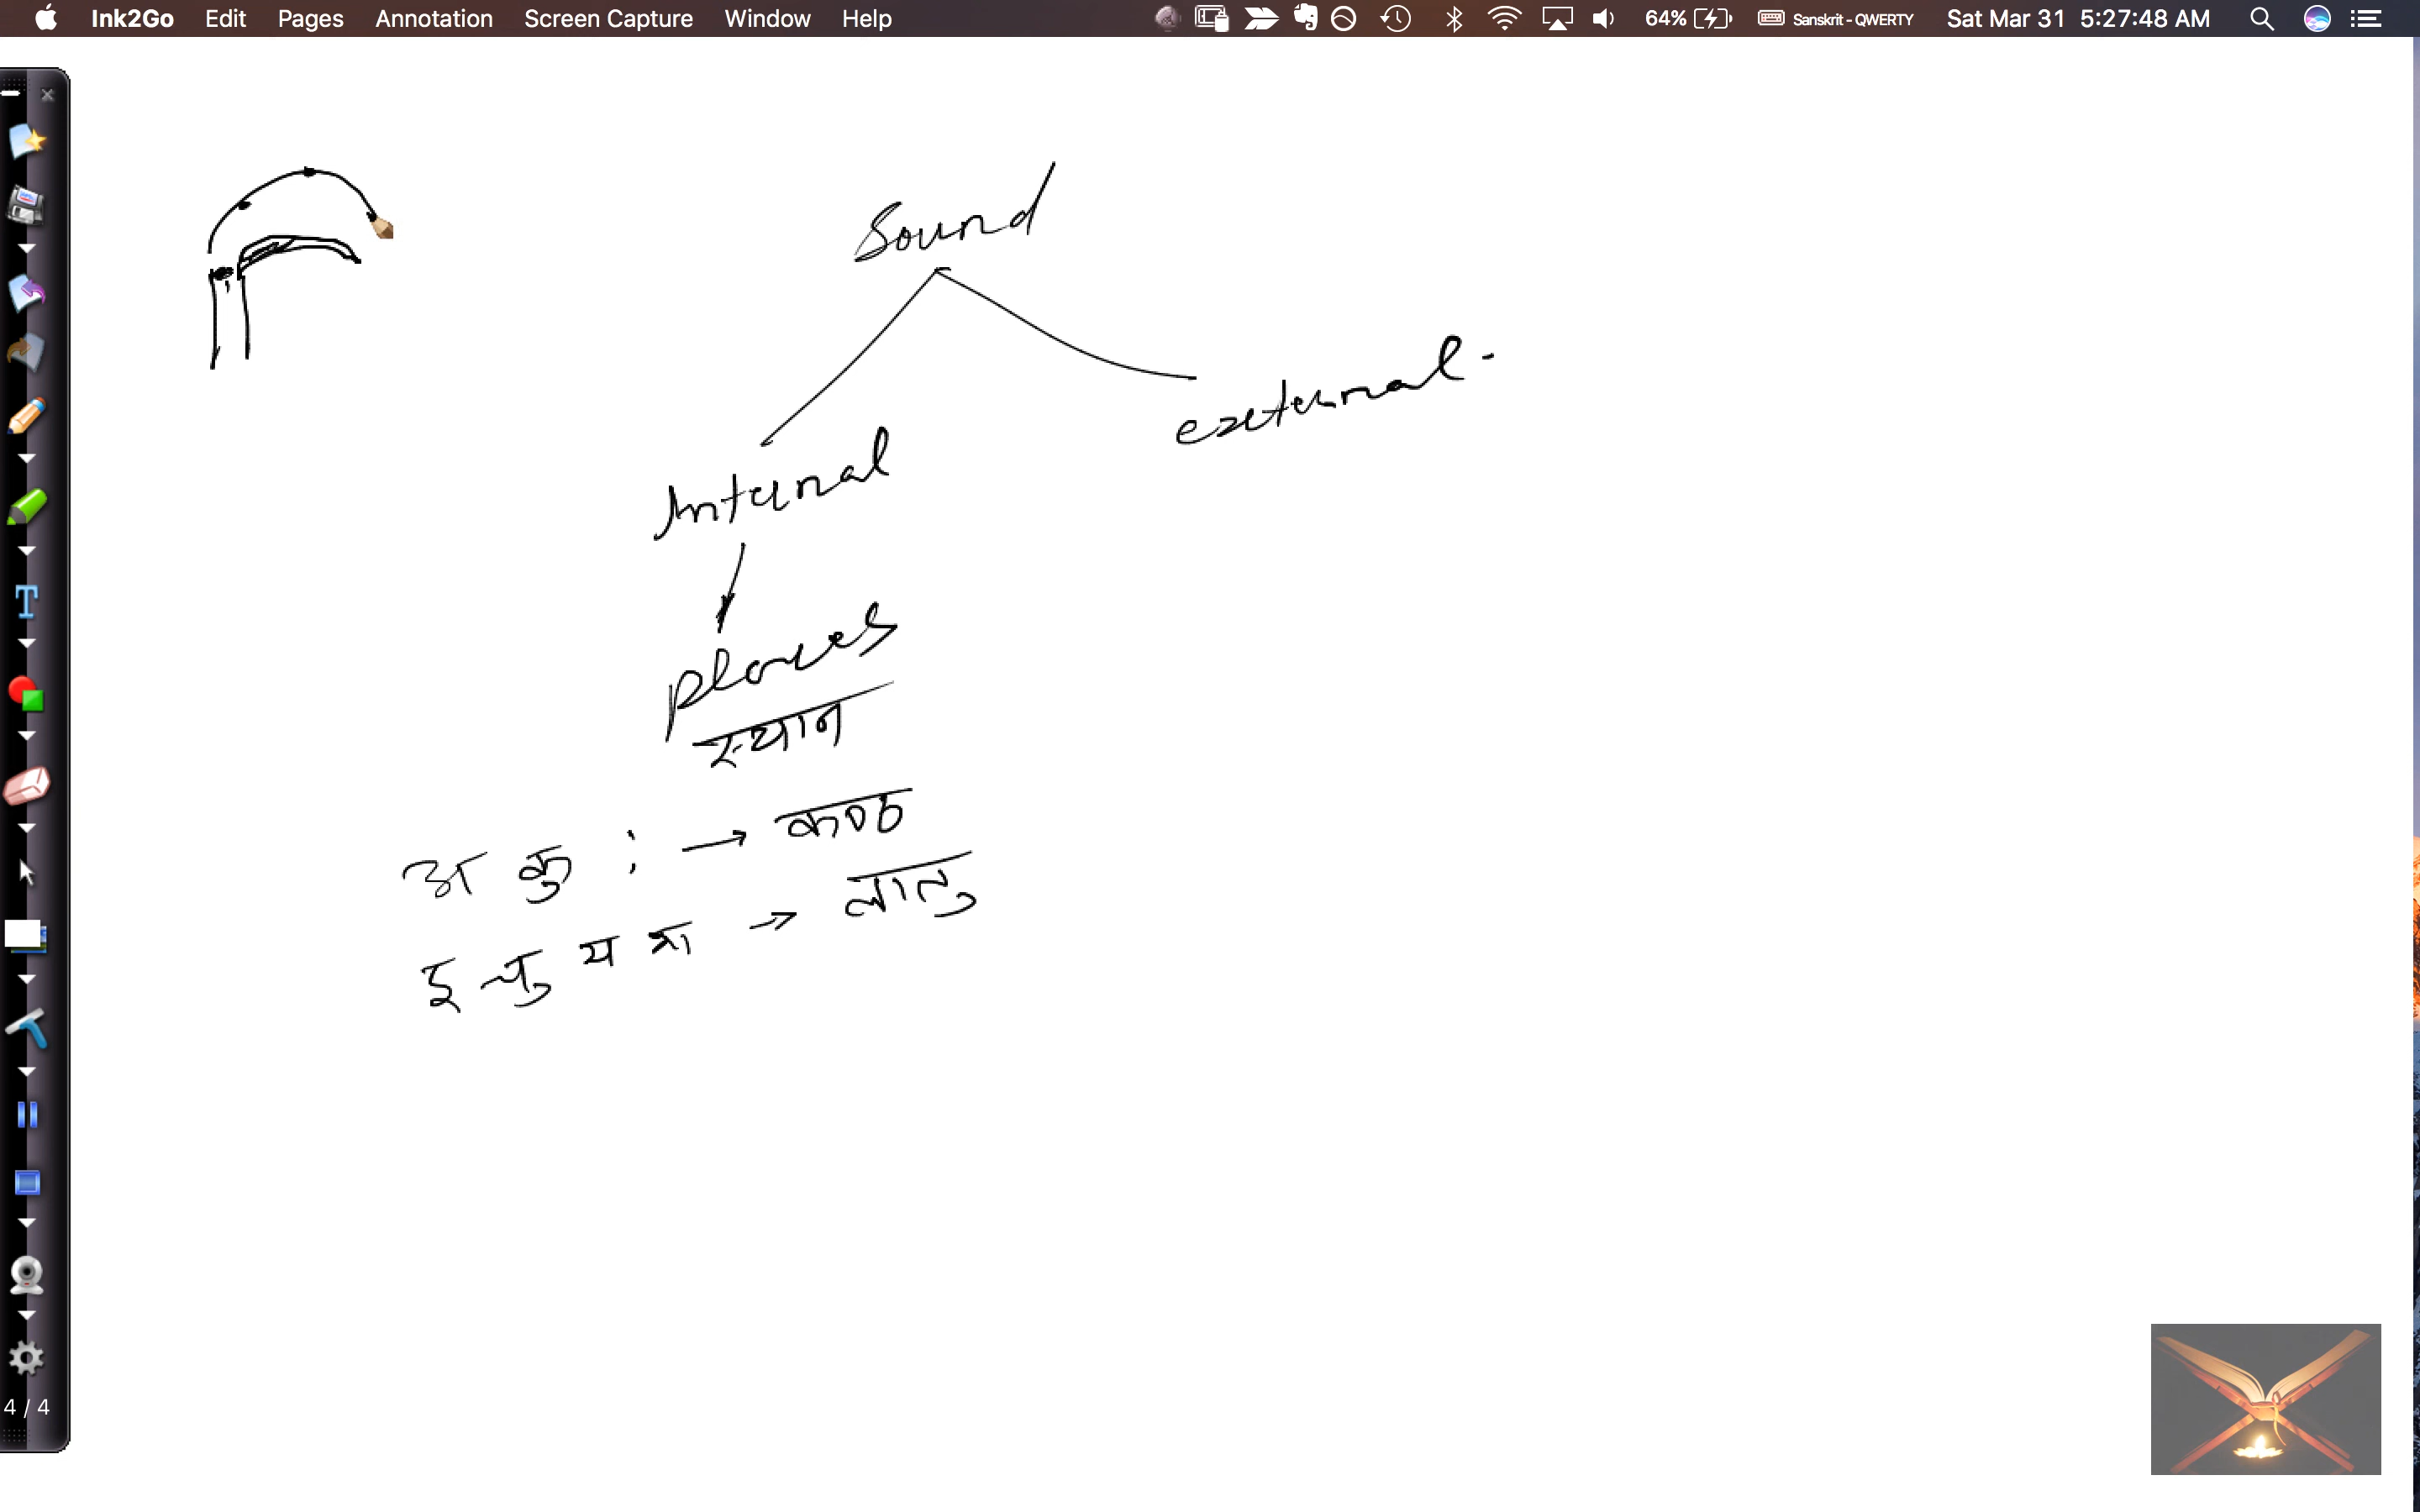 Ink2Go Edit Pages Annotation Screen Capture Window Help 64% Sanskrit - QWERTY Sat Mar 31 5:27:48 AM
Sound
Internal external
places
स्थान
अ कु : → कण्ठ
इ चु य श → तालु
4 / 4